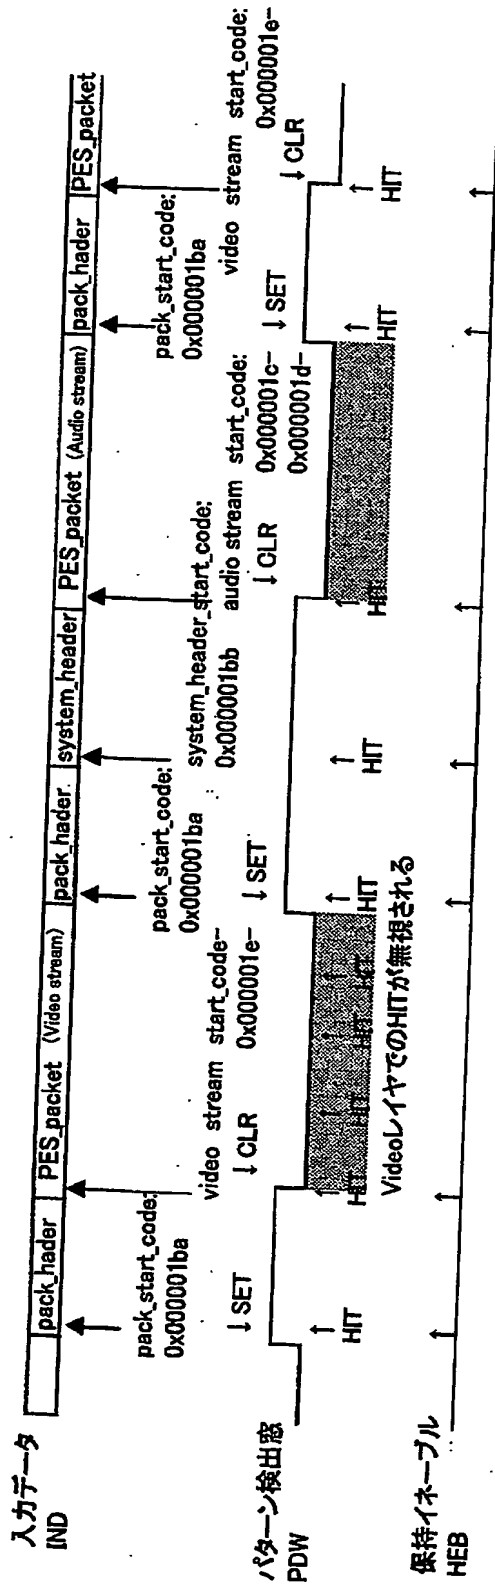 入力データ
IND
pack_hader
PES_packet (Video stream)
pack_hader.
system_header
PES_packet (Audio stream)
pack_hader
PES_packet
pack_start_code:
0x000001ba
video stream start_code-
0x000001e-
pack_start_code:
0x000001ba
system_header_start_code:
0x000001bb
audio stream start_code:
0x000001c-
0x000001d-
pack_start_code:
0x000001ba
video stream start_code:
0x000001e-
パターン検出窓
PDW
↓SET
↓CLR
↓SET
↓CLR
↓SET
↓CLR
↑
HIT
↑
HIT
↑
HIT
↑
HIT
↑
HIT
↑
HIT
↑
HIT
↑
HIT
↑
HIT
↑
HIT
VideoレイヤでのHITが無視される
保持イネーブル
HEB